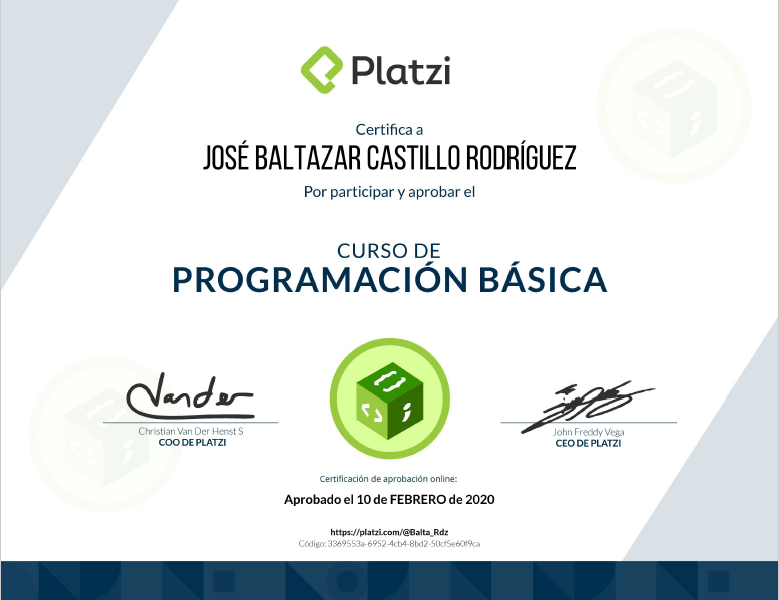 Platzi
Certifica a
JOSÉ BALTAZAR CASTILLO RODRÍGUEZ
Por participar y aprobar el
CURSO DE
PROGRAMACIÓN BÁSICA
Vander
Christian Van Der Henst S
COO DE PLATZI
John Freddy Vega
CEO DE PLATZI
Certificación de aprobación online:
Aprobado el 10 de FEBRERO de 2020
https://platzi.com/@Balta_Rdz
Código: 3369553a-6952-4cb4-8bd2-50cf5e60f9ca